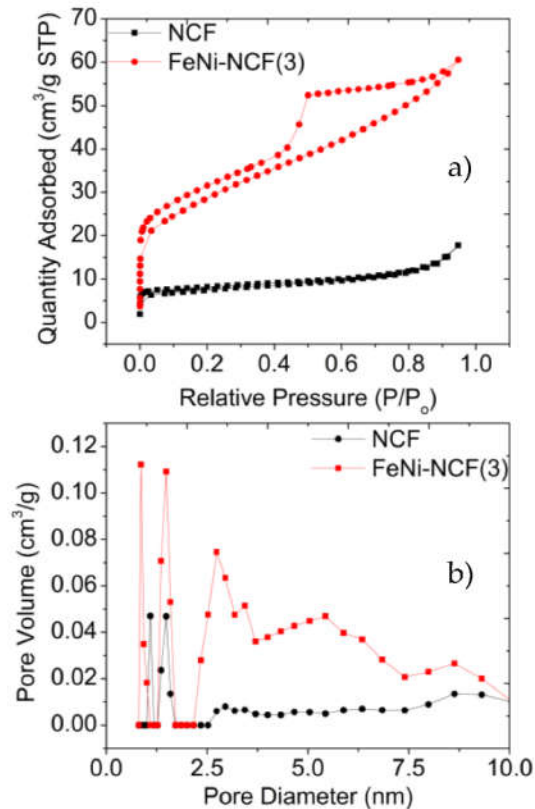 70
60
50
40
30
20
10
0
Quantity Adsorbed (cm³/g STP)
NCF
FeNi-NCF(3)
a)
0.0 0.2 0.4 0.6 0.8 1.0
Relative Pressure (P/P₀)
0.12
0.10
0.08
0.06
0.04
0.02
0.00
Pore Volume (cm³/g)
NCF
FeNi-NCF(3)
b)
0.0 2.5 5.0 7.5 10.0
Pore Diameter (nm)